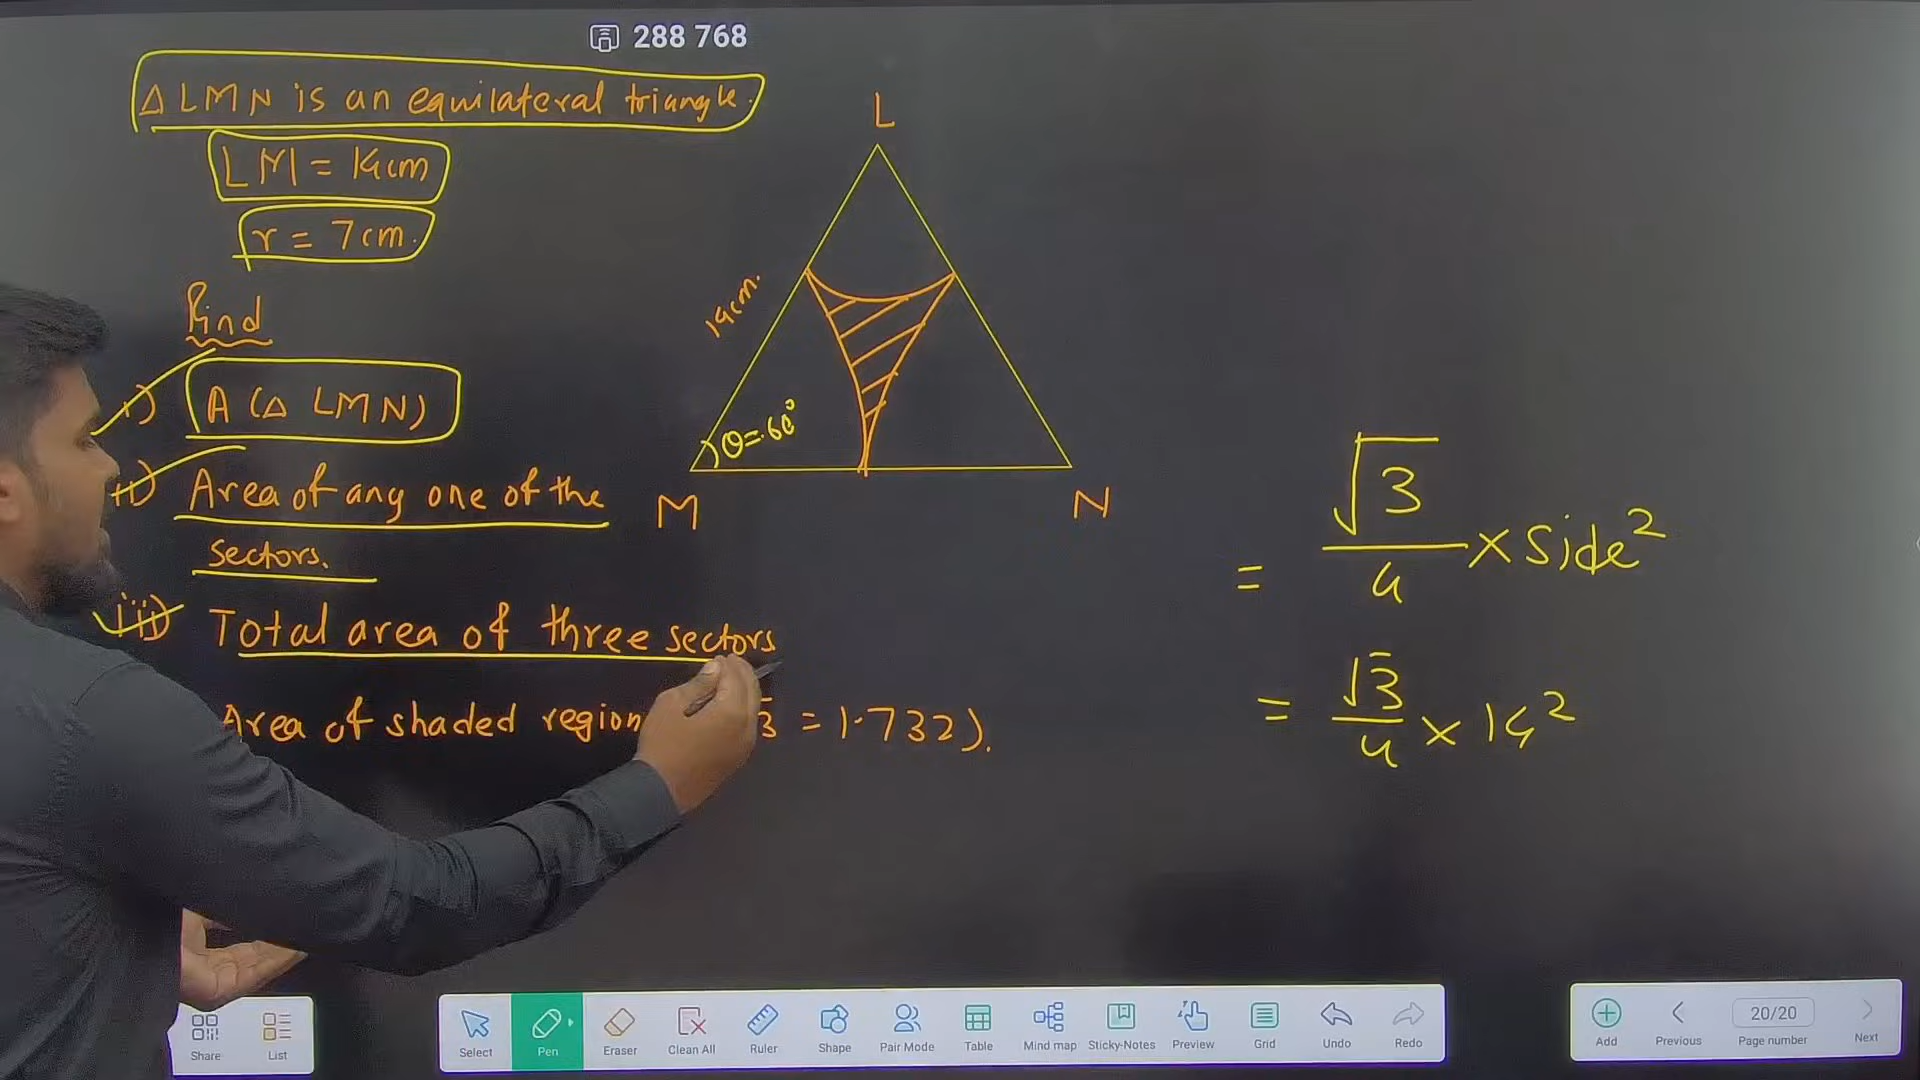 288 768
△ LMN is an equilateral triangle.
LM = 14cm
r = 7cm.
Find
i) A (△ LMN)
ii) Area of any one of the
sectors.
iii) Total area of three sectors
Area of shaded region 3 = 1.732).
L
14cm.
θ = 60°
M
N
= √3/4 × Side²
= √3/4 × 14²
Share
List
Select
Pen
Eraser
Clean All
Ruler
Shape
Pair Mode
Table
Mind map
Sticky-Notes
Preview
Grid
Undo
Redo
Add
Previous
20/20
Page number
Next